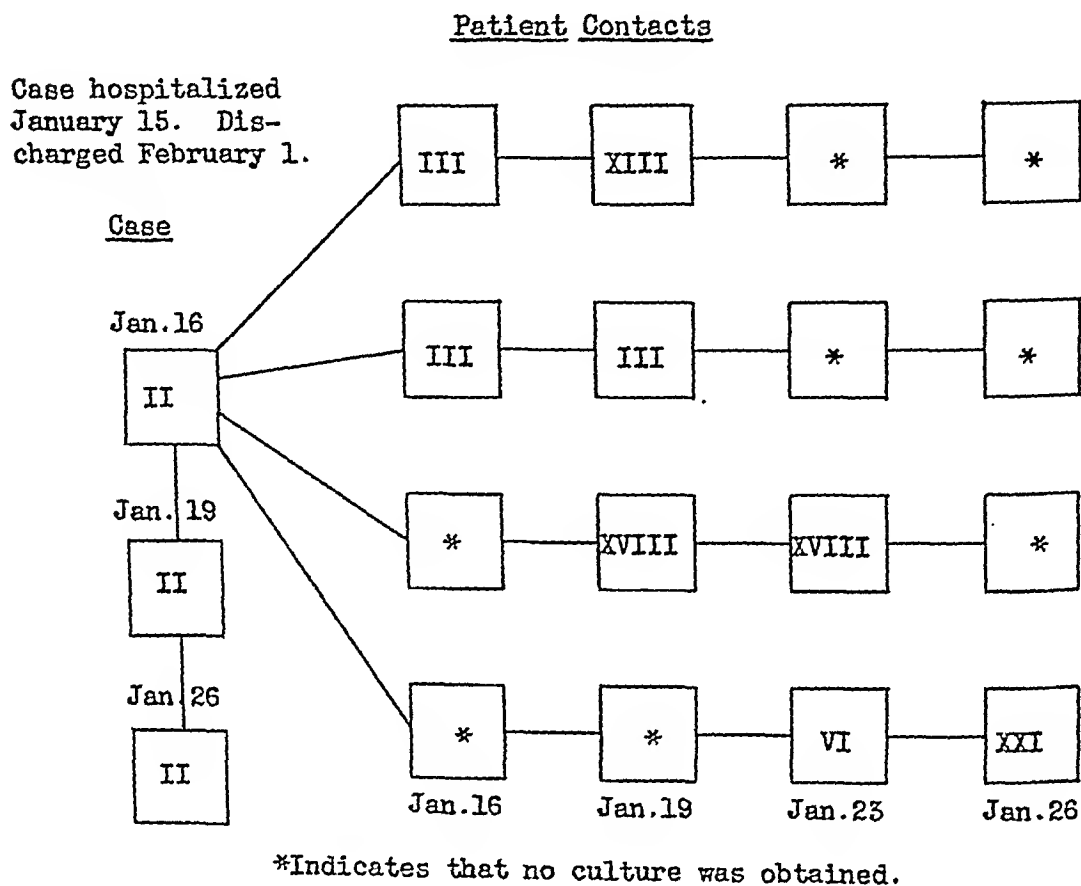 Patient Contacts
Case hospitalized
January 15. Dis-
charged February 1.
Case
Jan.16
II
Jan.19
II
Jan.26
II
III XIII * *
III III * *
* XVIII XVIII *
* * VI XXI
Jan.16 Jan.19 Jan.23 Jan.26
*Indicates that no culture was obtained.